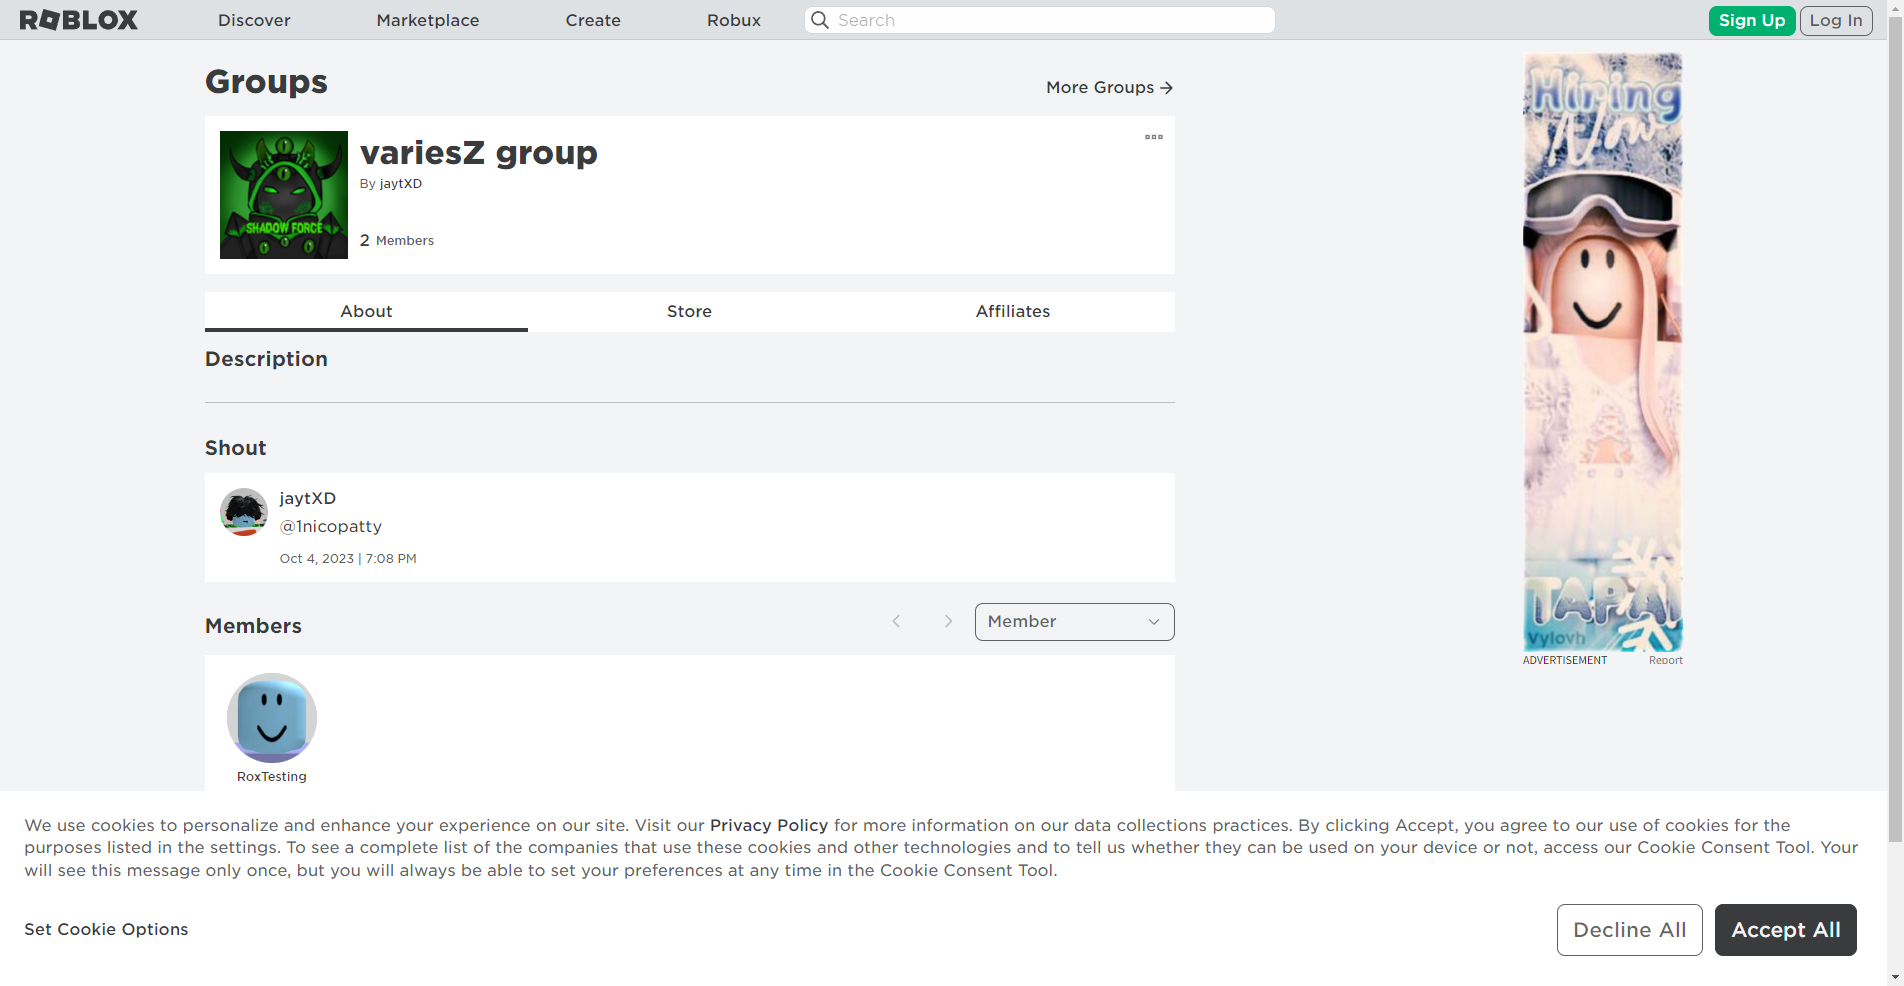 ROBLOX
Discover
Marketplace
Create
Robux
Search
Sign Up
Log In
Groups
More Groups
SHADOW FORCE
variesZ group
By jaytXD
2 Members
About
Store
Affiliates
Description
Shout
jaytXD
@1nicopatty
Oct 4, 2023 | 7:08 PM
Members
Member
RoxTesting
Hiring
Now
TAPAI
Vylovh
ADVERTISEMENT
Report
We use cookies to personalize and enhance your experience on our site. Visit our Privacy Policy for more information on our data collections practices. By clicking Accept, you agree to our use of cookies for the
purposes listed in the settings. To see a complete list of the companies that use these cookies and other technologies and to tell us whether they can be used on your device or not, access our Cookie Consent Tool. Your
will see this message only once, but you will always be able to set your preferences at any time in the Cookie Consent Tool.
Set Cookie Options
Decline All
Accept All